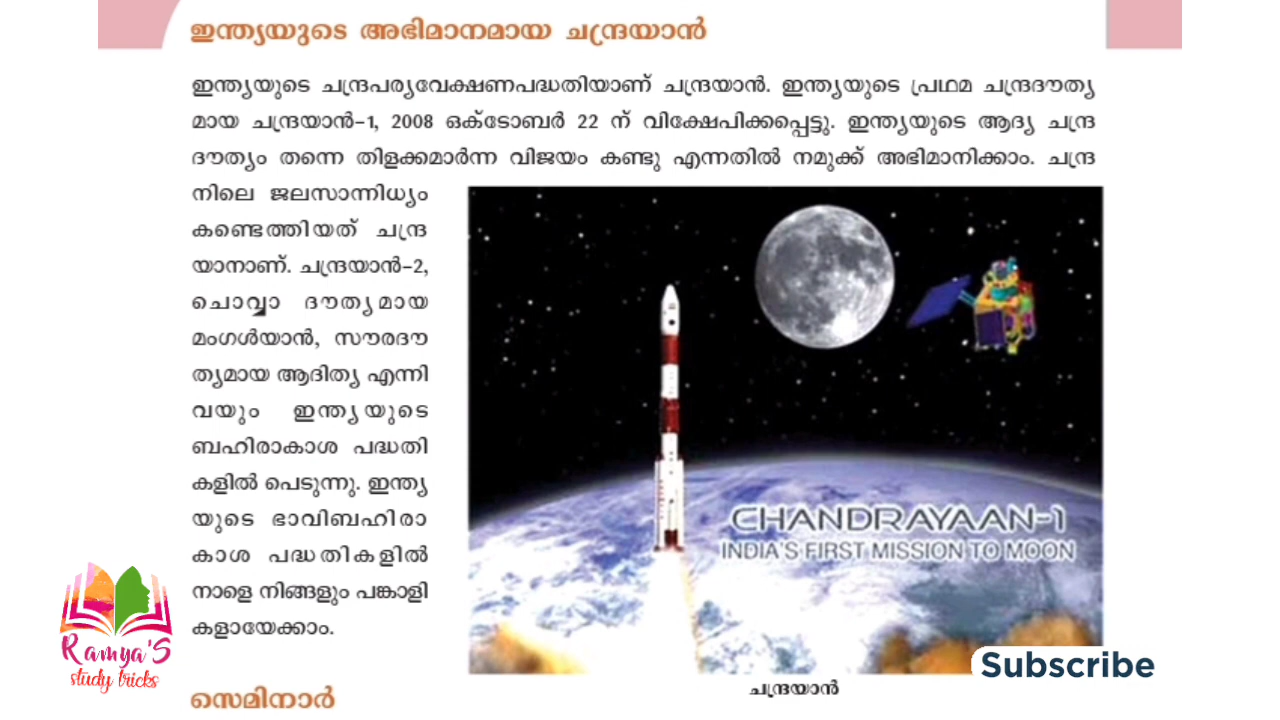 ഇന്ത്യയുടെ അഭിമാനമായ ചന്ദ്രയാൻ
ഇന്ത്യയുടെ ചന്ദ്രപര്യവേക്ഷണപദ്ധതിയാണ് ചന്ദ്രയാൻ. ഇന്ത്യയുടെ പ്രഥമ ചന്ദ്രദൗത്യ
മായ ചന്ദ്രയാൻ-1, 2008 ഒക്ടോബർ 22 ന് വിക്ഷേപിക്കപ്പെട്ടു. ഇന്ത്യയുടെ ആദ്യ ചന്ദ്ര
ദൗത്യം തന്നെ തിളക്കമാർന്ന വിജയം കണ്ടു എന്നതിൽ നമുക്ക് അഭിമാനിക്കാം. ചന്ദ്ര
നിലെ ജലസാന്നിധ്യം
കണ്ടെത്തിയത് ചന്ദ്ര
യാനാണ്. ചന്ദ്രയാൻ-2,
ചൊവ്വാ ദൗത്യമായ
മംഗൾയാൻ, സൗരദൗ
ത്യമായ ആദിത്യ എന്നി
വയും ഇന്ത്യയുടെ
ബഹിരാകാശ പദ്ധതി
കളിൽ പെടുന്നു. ഇന്ത്യ
യുടെ ഭാവിബഹിരാ
കാശ പദ്ധതികളിൽ
നാളെ നിങ്ങളും പങ്കാളി
കളായേക്കാം.
CHANDRAYAAN-1
INDIA'S FIRST MISSION TO MOON
ചന്ദ്രയാൻ
സെമിനാർ
Ramya'S
study tricks
Subscribe